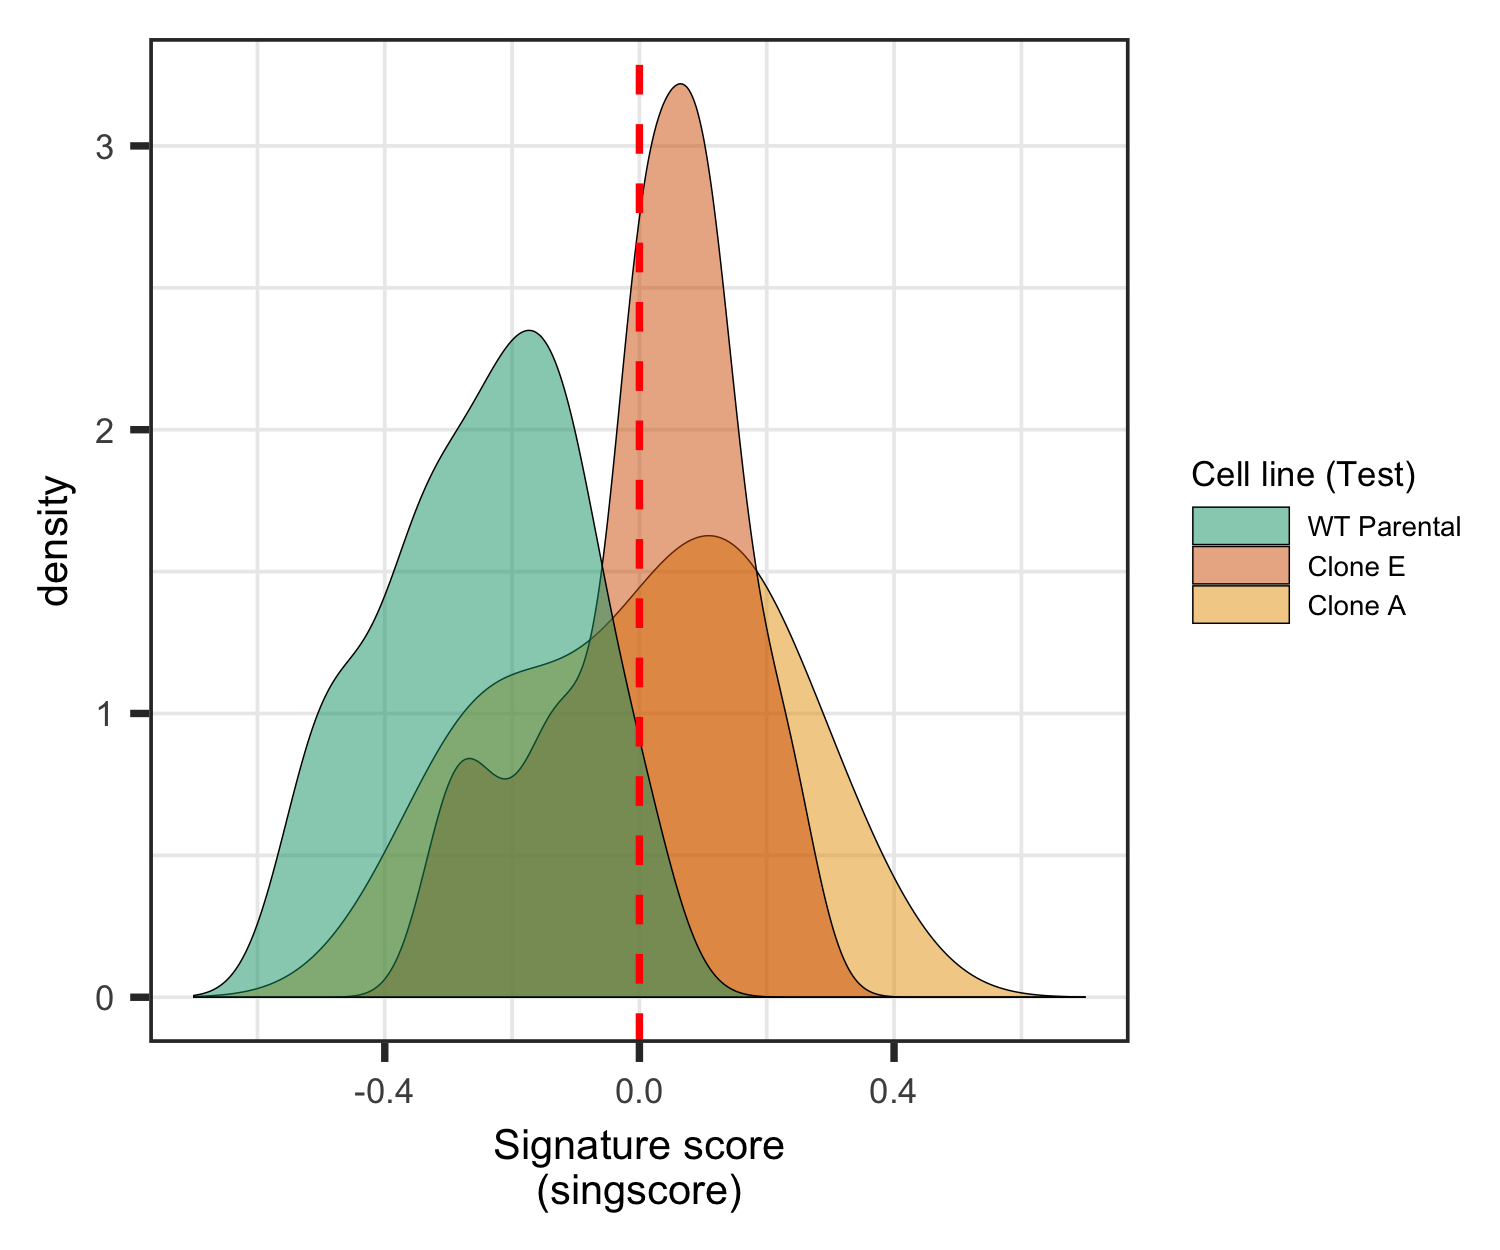 3
2
1
0
density
-0.4
0.0
0.4
Signature score
(singscore)
Cell line (Test)
WT Parental
Clone E
Clone A